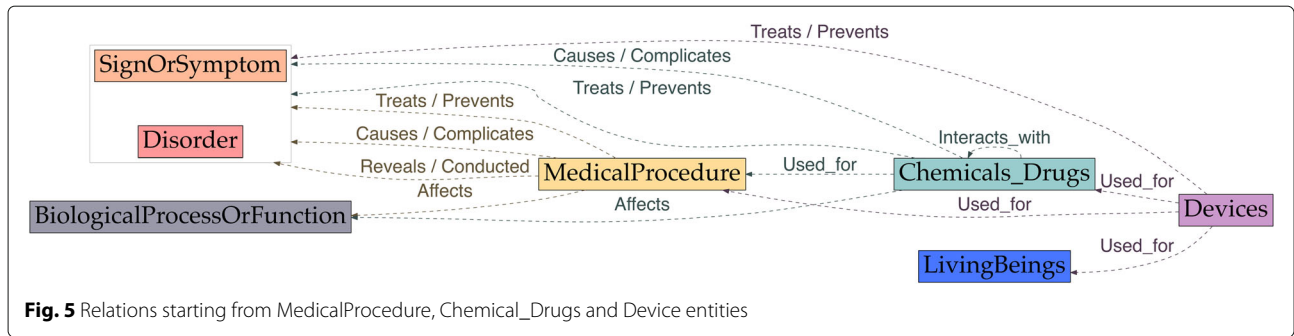 Treats / Prevents
SignOrSymptom
Causes / Complicates
Treats / Prevents
Treats / Prevents
Interacts_with
Disorder
Causes / Complicates
Reveals / Conducted
MedicalProcedure
Used_for
Chemicals_Drugs
Used_for
Affects
BiologicalProcessOrFunction
Affects
Used_for
Devices
Used_for
LivingBeings
Fig. 5 Relations starting from MedicalProcedure, Chemical_Drugs and Device entities